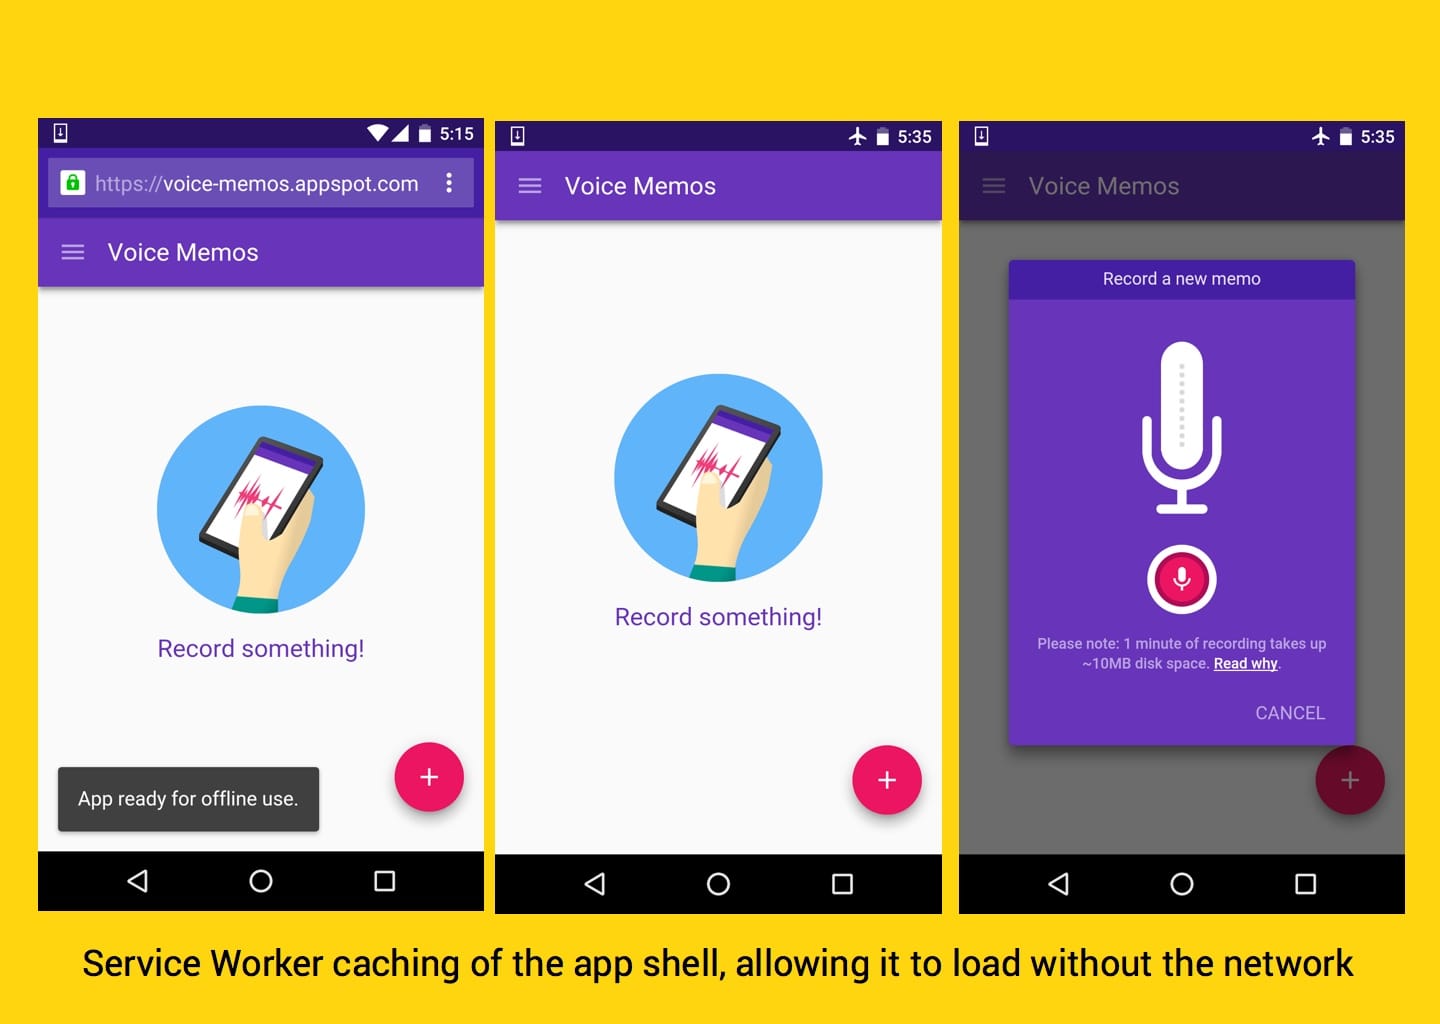 5:15
https://voice-memos.appspot.com
Voice Memos
Record something!
App ready for offline use.
+
5:35
Voice Memos
Record something!
+
5:35
Voice Memos
Record a new memo
Please note: 1 minute of recording takes up
~10MB disk space. Read why.
CANCEL
+
Service Worker caching of the app shell, allowing it to load without the network